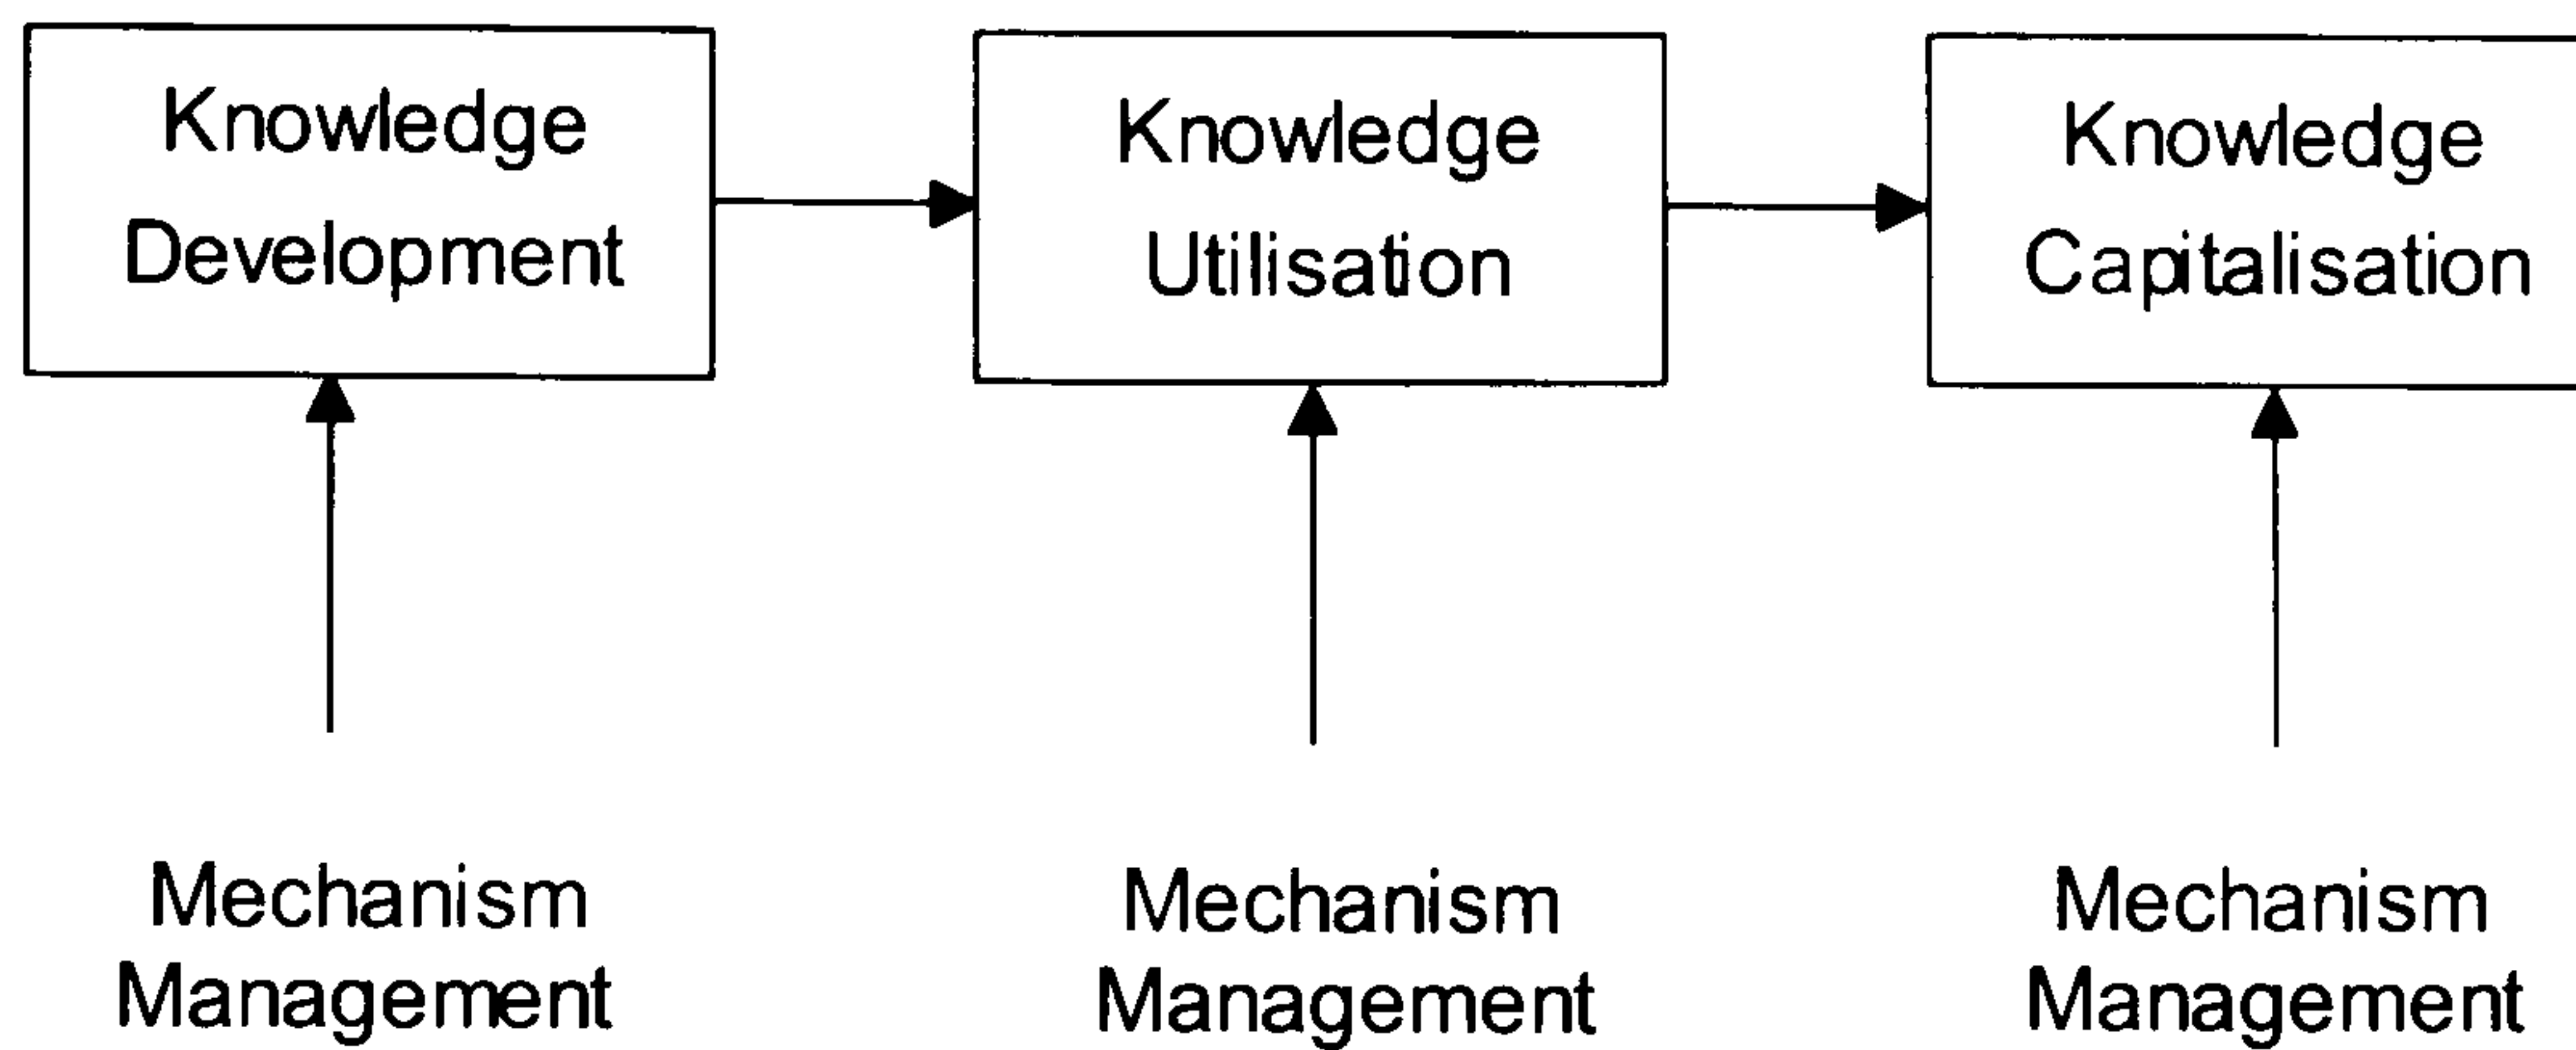 Knowledge
Development
Knowledge
Utilisation
Knowledge
Capitalisation
Mechanism
Management
Mechanism
Management
Mechanism
Management